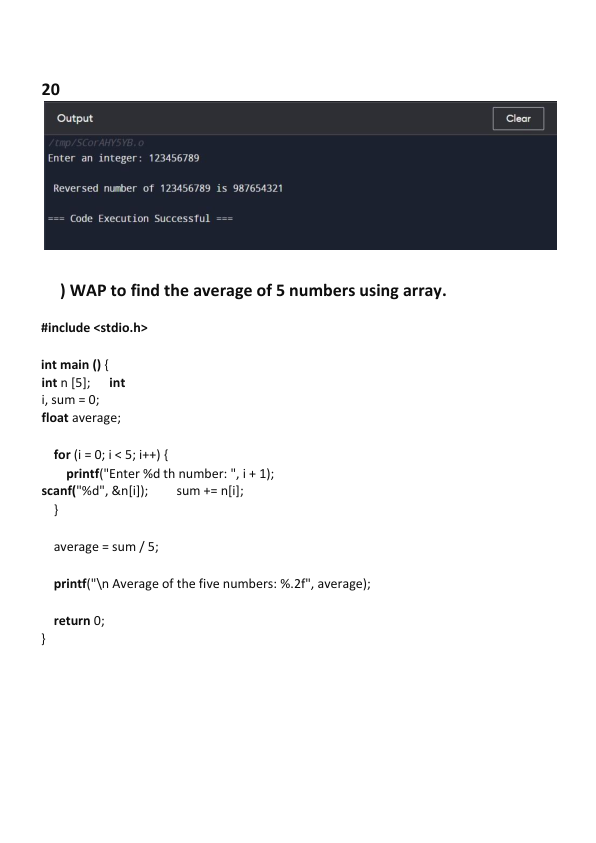 20
Output
Clear
/tmp/SCorAHY5YB.o
Enter an integer: 123456789
Reversed number of 123456789 is 987654321
=== Code Execution Successful ===
) WAP to find the average of 5 numbers using array.
#include <stdio.h>
int main () {
int n [5]; int
i, sum = 0;
float average;
for (i = 0; i < 5; i++) {
printf("Enter %d th number: ", i + 1);
scanf("%d", &n[i]); sum += n[i];
}
average = sum / 5;
printf("\n Average of the five numbers: %.2f", average);
return 0;
}